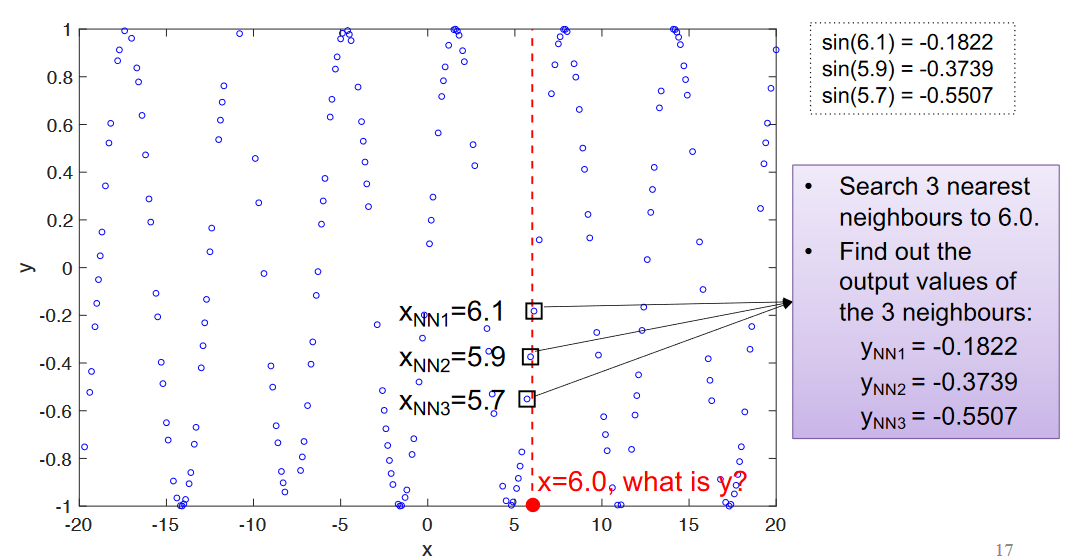 1
0.8
0.6
0.4
0.2
0
-0.2
-0.4
-0.6
-0.8
-1
y
-20 -15 -10 -5 0 5 10 15 20
x
xNN1=6.1
xNN2=5.9
xNN3=5.7
x=6.0, what is y?
sin(6.1) = -0.1822
sin(5.9) = -0.3739
sin(5.7) = -0.5507
• Search 3 nearest
neighbours to 6.0.
• Find out the
output values of
the 3 neighbours:
yNN1 = -0.1822
yNN2 = -0.3739
yNN3 = -0.5507
17